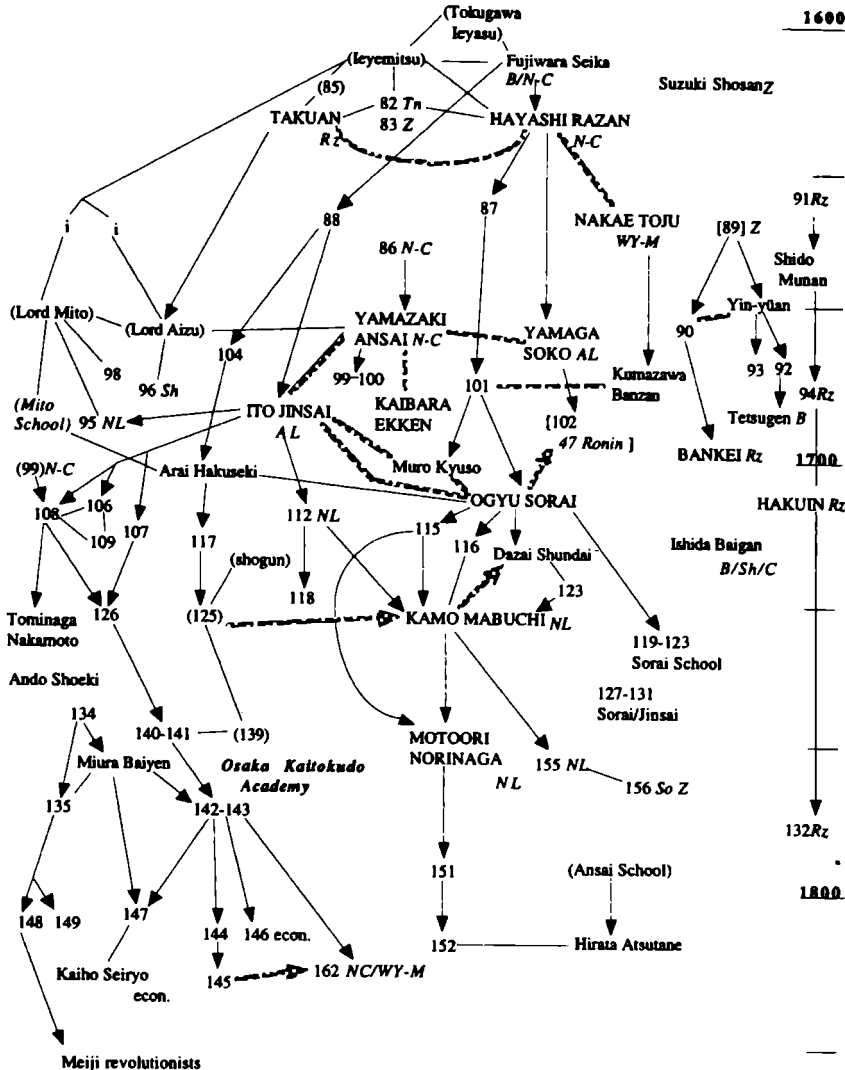 (Tokugawa
Ieyasu)
1600
(Ieyemitsu)
Fujiwara Seika
B/N-C
Suzuki Shosan Z
(85)
82 Tn
83 Z
TAKUAN
Rz
HAYASHI RAZAN
N-C
88
87
NAKAE TOJU
WY-M
91 Rz
[89] Z
i
i
86 N-C
Shido
Munan
(Lord Mito)
(Lord Aizu)
YAMAZAKI
ANSAI N-C
YAMAGA
SOKO AL
Yin-yüan
90
104
98
96 Sh
99-100
101
Kumazawa
Banzan
93
92
94 Rz
(Mito
School)
95 NL
ITO JINSAI
AL
KAIBARA
EKKEN
[102
47 Ronin ]
Tetsugen B
BANKEI Rz
1700
(99) N-C
Arai Hakuseki
Muro Kyuso
OGYU SORAI
HAKUIN Rz
108
106
109
107
117
112 NL
115
116
Dazai Shundai
Ishida Baigan
B/Sh/C
(shogun)
118
123
Tominaga
Nakamoto
126
(125)
KAMO MABUCHI NL
119-123
Sorai School
Ando Shoeki
127-131
Sorai/Jinsai
134
140-141
(139)
MOTOORI
NORINAGA
NL
155 NL
156 So Z
Miura Baiyen
Osaka Kaitokudo
Academy
135
142-143
132 Rz
151
(Ansai School)
1800
148
149
147
144
146 econ.
152
Hirata Atsutane
Kaiho Seiryo
econ.
145
162 NC/WY-M
Meiji revolutionists